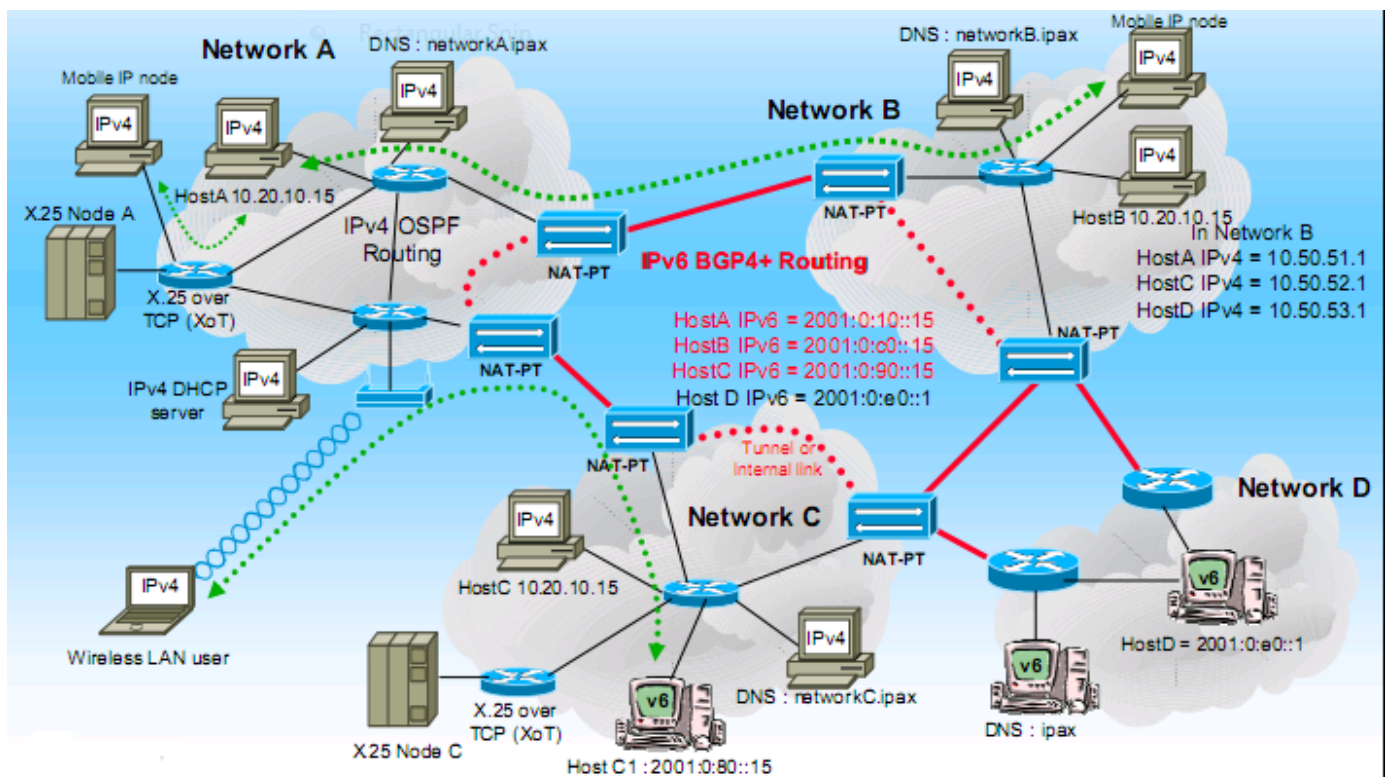 Rectangular Snip
Network A
DNS : networkA.ipax
Mobile IP node
IPv4
IPv4
IPv4
HostA 10.20.10.15
X.25 Node A
IPv4 OSPF
Routing
X.25 over
TCP (XoT)
NAT-PT
IPv4 DHCP
server
IPv4
NAT-PT
IPv4
Wireless LAN user
DNS : networkB.ipax
Mobile IP node
IPv4
IPv4
Network B
IPv4
NAT-PT
HostB 10.20.10.15
In Network B
HostA IPv4 = 10.50.51.1
HostC IPv4 = 10.50.52.1
HostD IPv4 = 10.50.53.1
IPv6 BGP4+ Routing
NAT-PT
HostA IPv6 = 2001:0:10::15
HostB IPv6 = 2001:0:c0::15
HostC IPv6 = 2001:0:90::15
Host D IPv6 = 2001:0:e0::1
NAT-PT
Tunnel or
Internal link
Network C
NAT-PT
IPv4
HostC 10.20.10.15
IPv4
DNS : networkC.ipax
X.25 over
TCP (XoT)
X.25 Node C
v6
Host C1 : 2001:0:80::15
Network D
v6
HostD = 2001:0:e0::1
v6
DNS : ipax